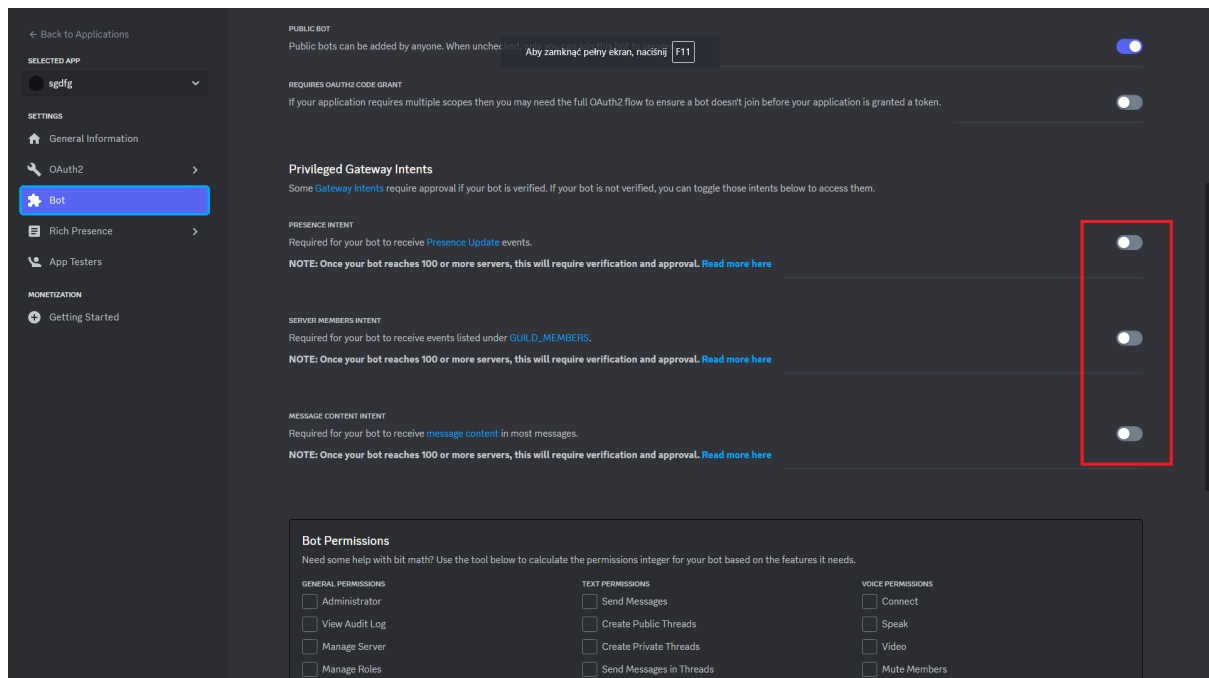 ← Back to Applications
SELECTED APP
sgdfg
SETTINGS
General Information
OAuth2
Bot
Rich Presence
App Testers
MONETIZATION
Getting Started
PUBLIC BOT
Public bots can be added by anyone. When unchec
Aby zamknąć pełny ekran, naciśnij F11
REQUIRES OAUTH2 CODE GRANT
If your application requires multiple scopes then you may need the full OAuth2 flow to ensure a bot doesn't join before your application is granted a token.
Privileged Gateway Intents
Some Gateway Intents require approval if your bot is verified. If your bot is not verified, you can toggle those intents below to access them.
PRESENCE INTENT
Required for your bot to receive Presence Update events.
NOTE: Once your bot reaches 100 or more servers, this will require verification and approval. Read more here
SERVER MEMBERS INTENT
Required for your bot to receive events listed under GUILD_MEMBERS.
NOTE: Once your bot reaches 100 or more servers, this will require verification and approval. Read more here
MESSAGE CONTENT INTENT
Required for your bot to receive message content in most messages.
NOTE: Once your bot reaches 100 or more servers, this will require verification and approval. Read more here
Bot Permissions
Need some help with bit math? Use the tool below to calculate the permissions integer for your bot based on the features it needs.
GENERAL PERMISSIONS
Administrator
View Audit Log
Manage Server
Manage Roles
TEXT PERMISSIONS
Send Messages
Create Public Threads
Create Private Threads
Send Messages in Threads
VOICE PERMISSIONS
Connect
Speak
Video
Mute Members